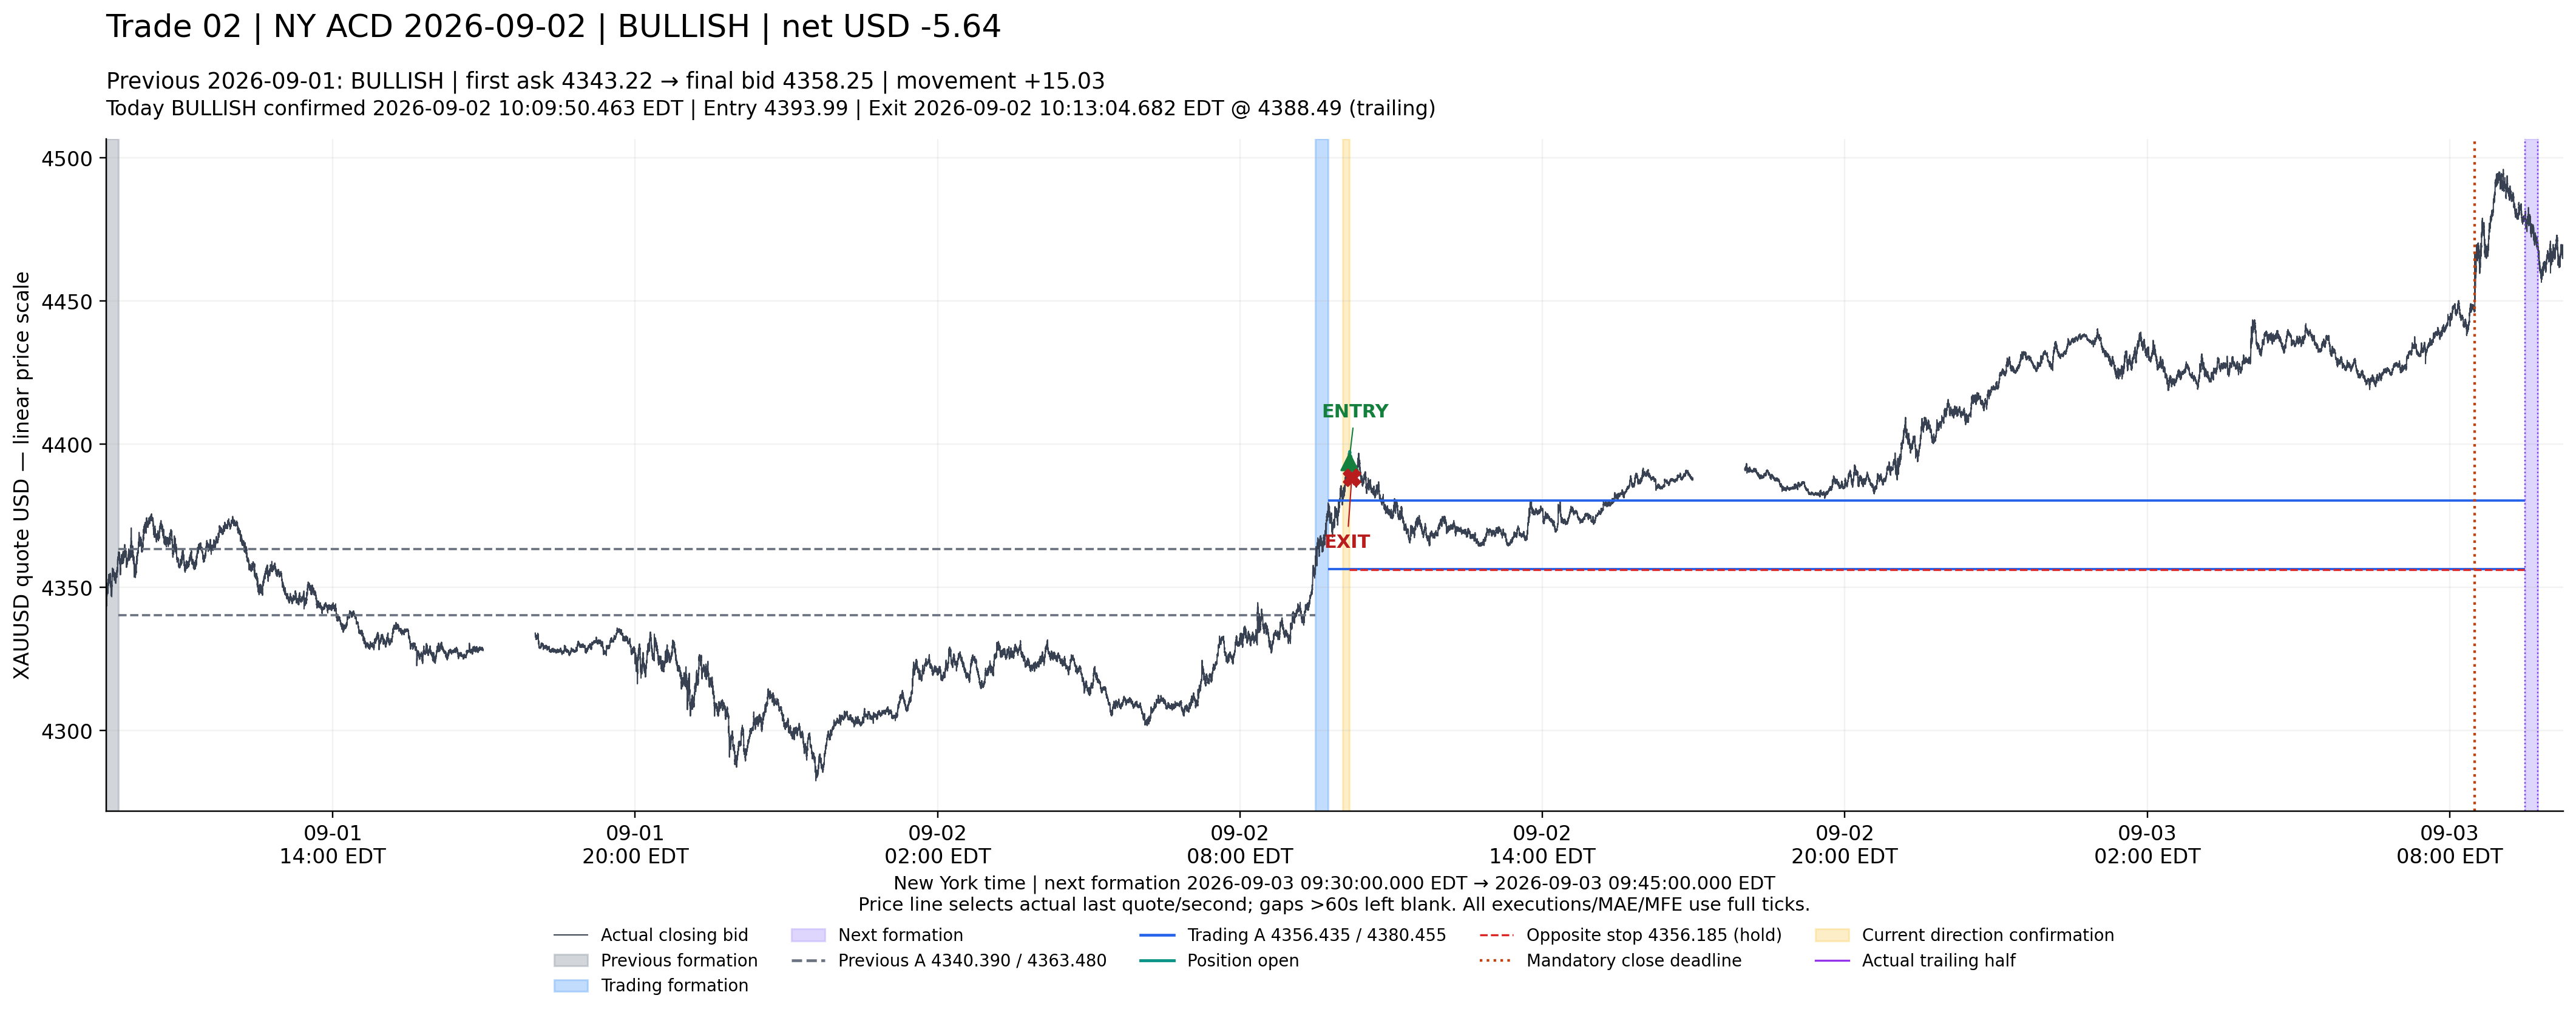 Trade 02 | NY ACD 2026-09-02 | BULLISH | net USD -5.64
Previous 2026-09-01: BULLISH | first ask 4343.22 → final bid 4358.25 | movement +15.03
Today BULLISH confirmed 2026-09-02 10:09:50.463 EDT | Entry 4393.99 | Exit 2026-09-02 10:13:04.682 EDT @ 4388.49 (trailing)
XAUUSD quote USD — linear price scale
4500
4450
4400
4350
4300
ENTRY
EXIT
09-01 09-01 09-02 09-02 09-02 09-02 09-03 09-03
14:00 EDT 20:00 EDT 02:00 EDT 08:00 EDT 14:00 EDT 20:00 EDT 02:00 EDT 08:00 EDT
New York time | next formation 2026-09-03 09:30:00.000 EDT → 2026-09-03 09:45:00.000 EDT
Price line selects actual last quote/second; gaps >60s left blank. All executions/MAE/MFE use full ticks.
Actual closing bid Next formation Trading A 4356.435 / 4380.455 Opposite stop 4356.185 (hold) Current direction confirmation
Previous formation Previous A 4340.390 / 4363.480 Position open Mandatory close deadline Actual trailing half
Trading formation